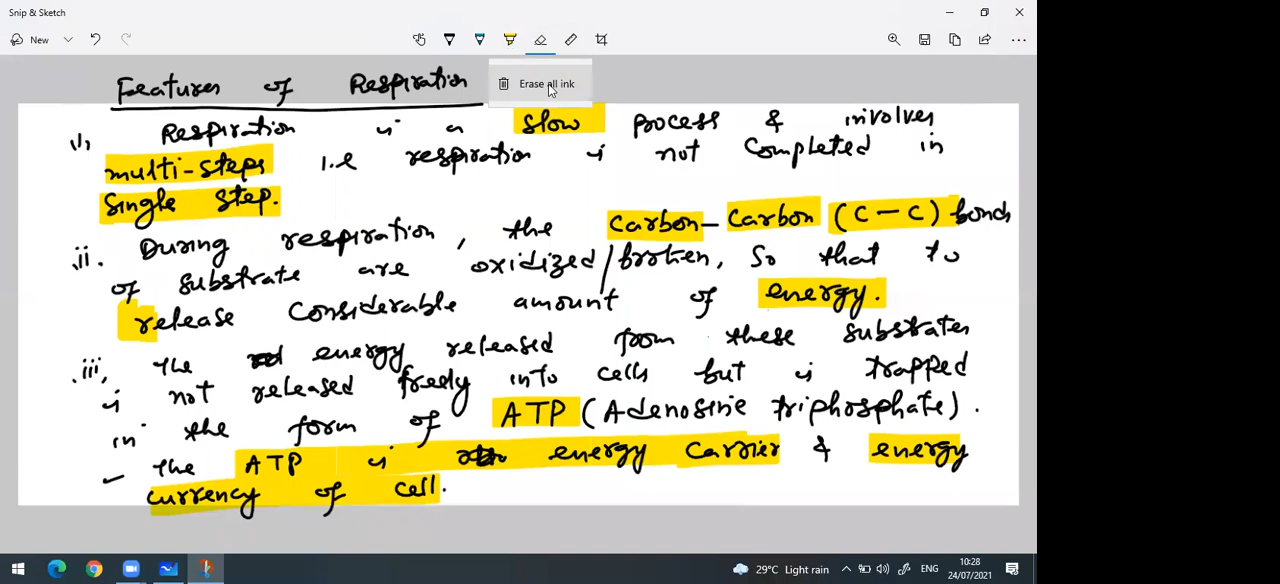 Snip & Sketch
New
Erase all ink
Features of Respiration
i), Respiration is a slow process & involves
multi-steps i.e respiration is not completed in
single step.
ii. During respiration, the carbon-carbon (C-C) bonds
of substrate are oxidized/broken, so that to
release considerable amount of energy.
iii, The energy released from these substrates
is not released freely into cells but is trapped
in the form of ATP (Adenosine triphosphate).
The ATP is energy carrier & energy
currency of cell.
29°C Light rain
ENG
10:28
24/07/2021